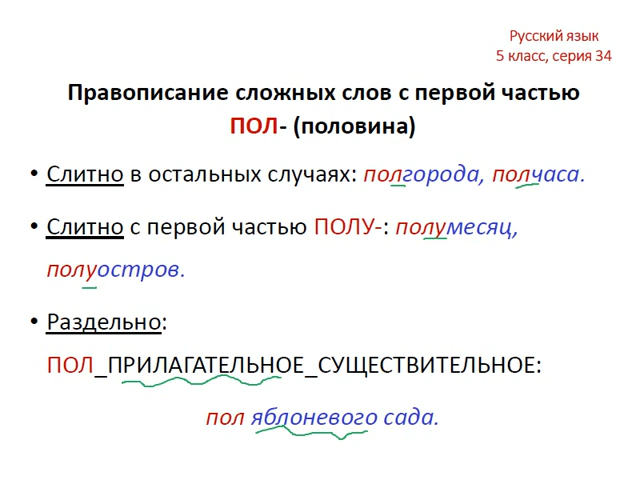 Русский язык
5 класс, серия 34
Правописание сложных слов с первой частью
ПОЛ- (половина)
• Слитно в остальных случаях: полгорода, полчаса.
• Слитно с первой частью ПОЛУ-: полумесяц,
полуостров.
• Раздельно:
ПОЛ_ПРИЛАГАТЕЛЬНОЕ_СУЩЕСТВИТЕЛЬНОЕ:
пол яблоневого сада.